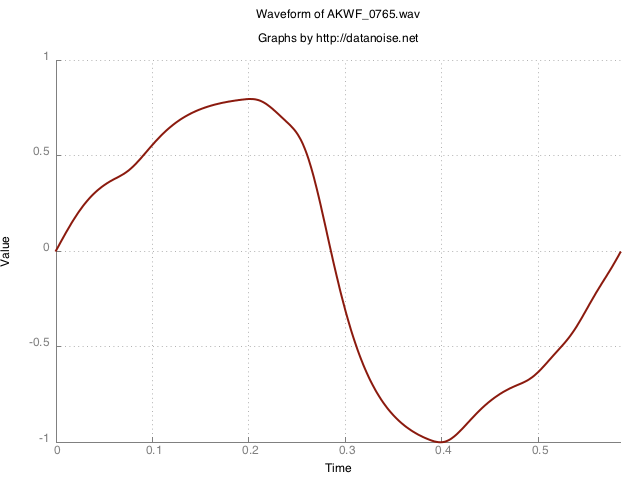 Waveform of AKWF_0765.wav
Graphs by http://datanoise.net
1
0.5
0
-0.5
-1
Value
0 0.1 0.2 0.3 0.4 0.5
Time